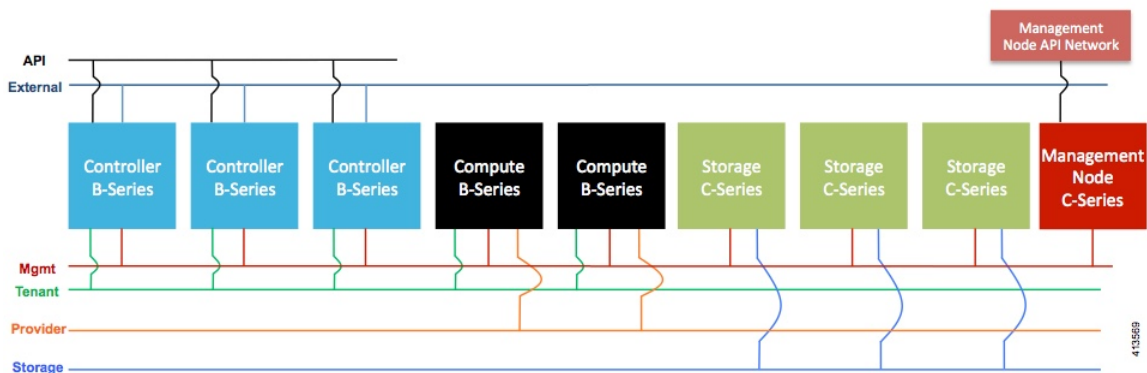 Management
Node API Network
API
External
Controller
B-Series
Controller
B-Series
Controller
B-Series
Compute
B-Series
Compute
B-Series
Storage
C-Series
Storage
C-Series
Storage
C-Series
Management
Node
C-Series
Mgmt
Tenant
Provider
Storage
413569